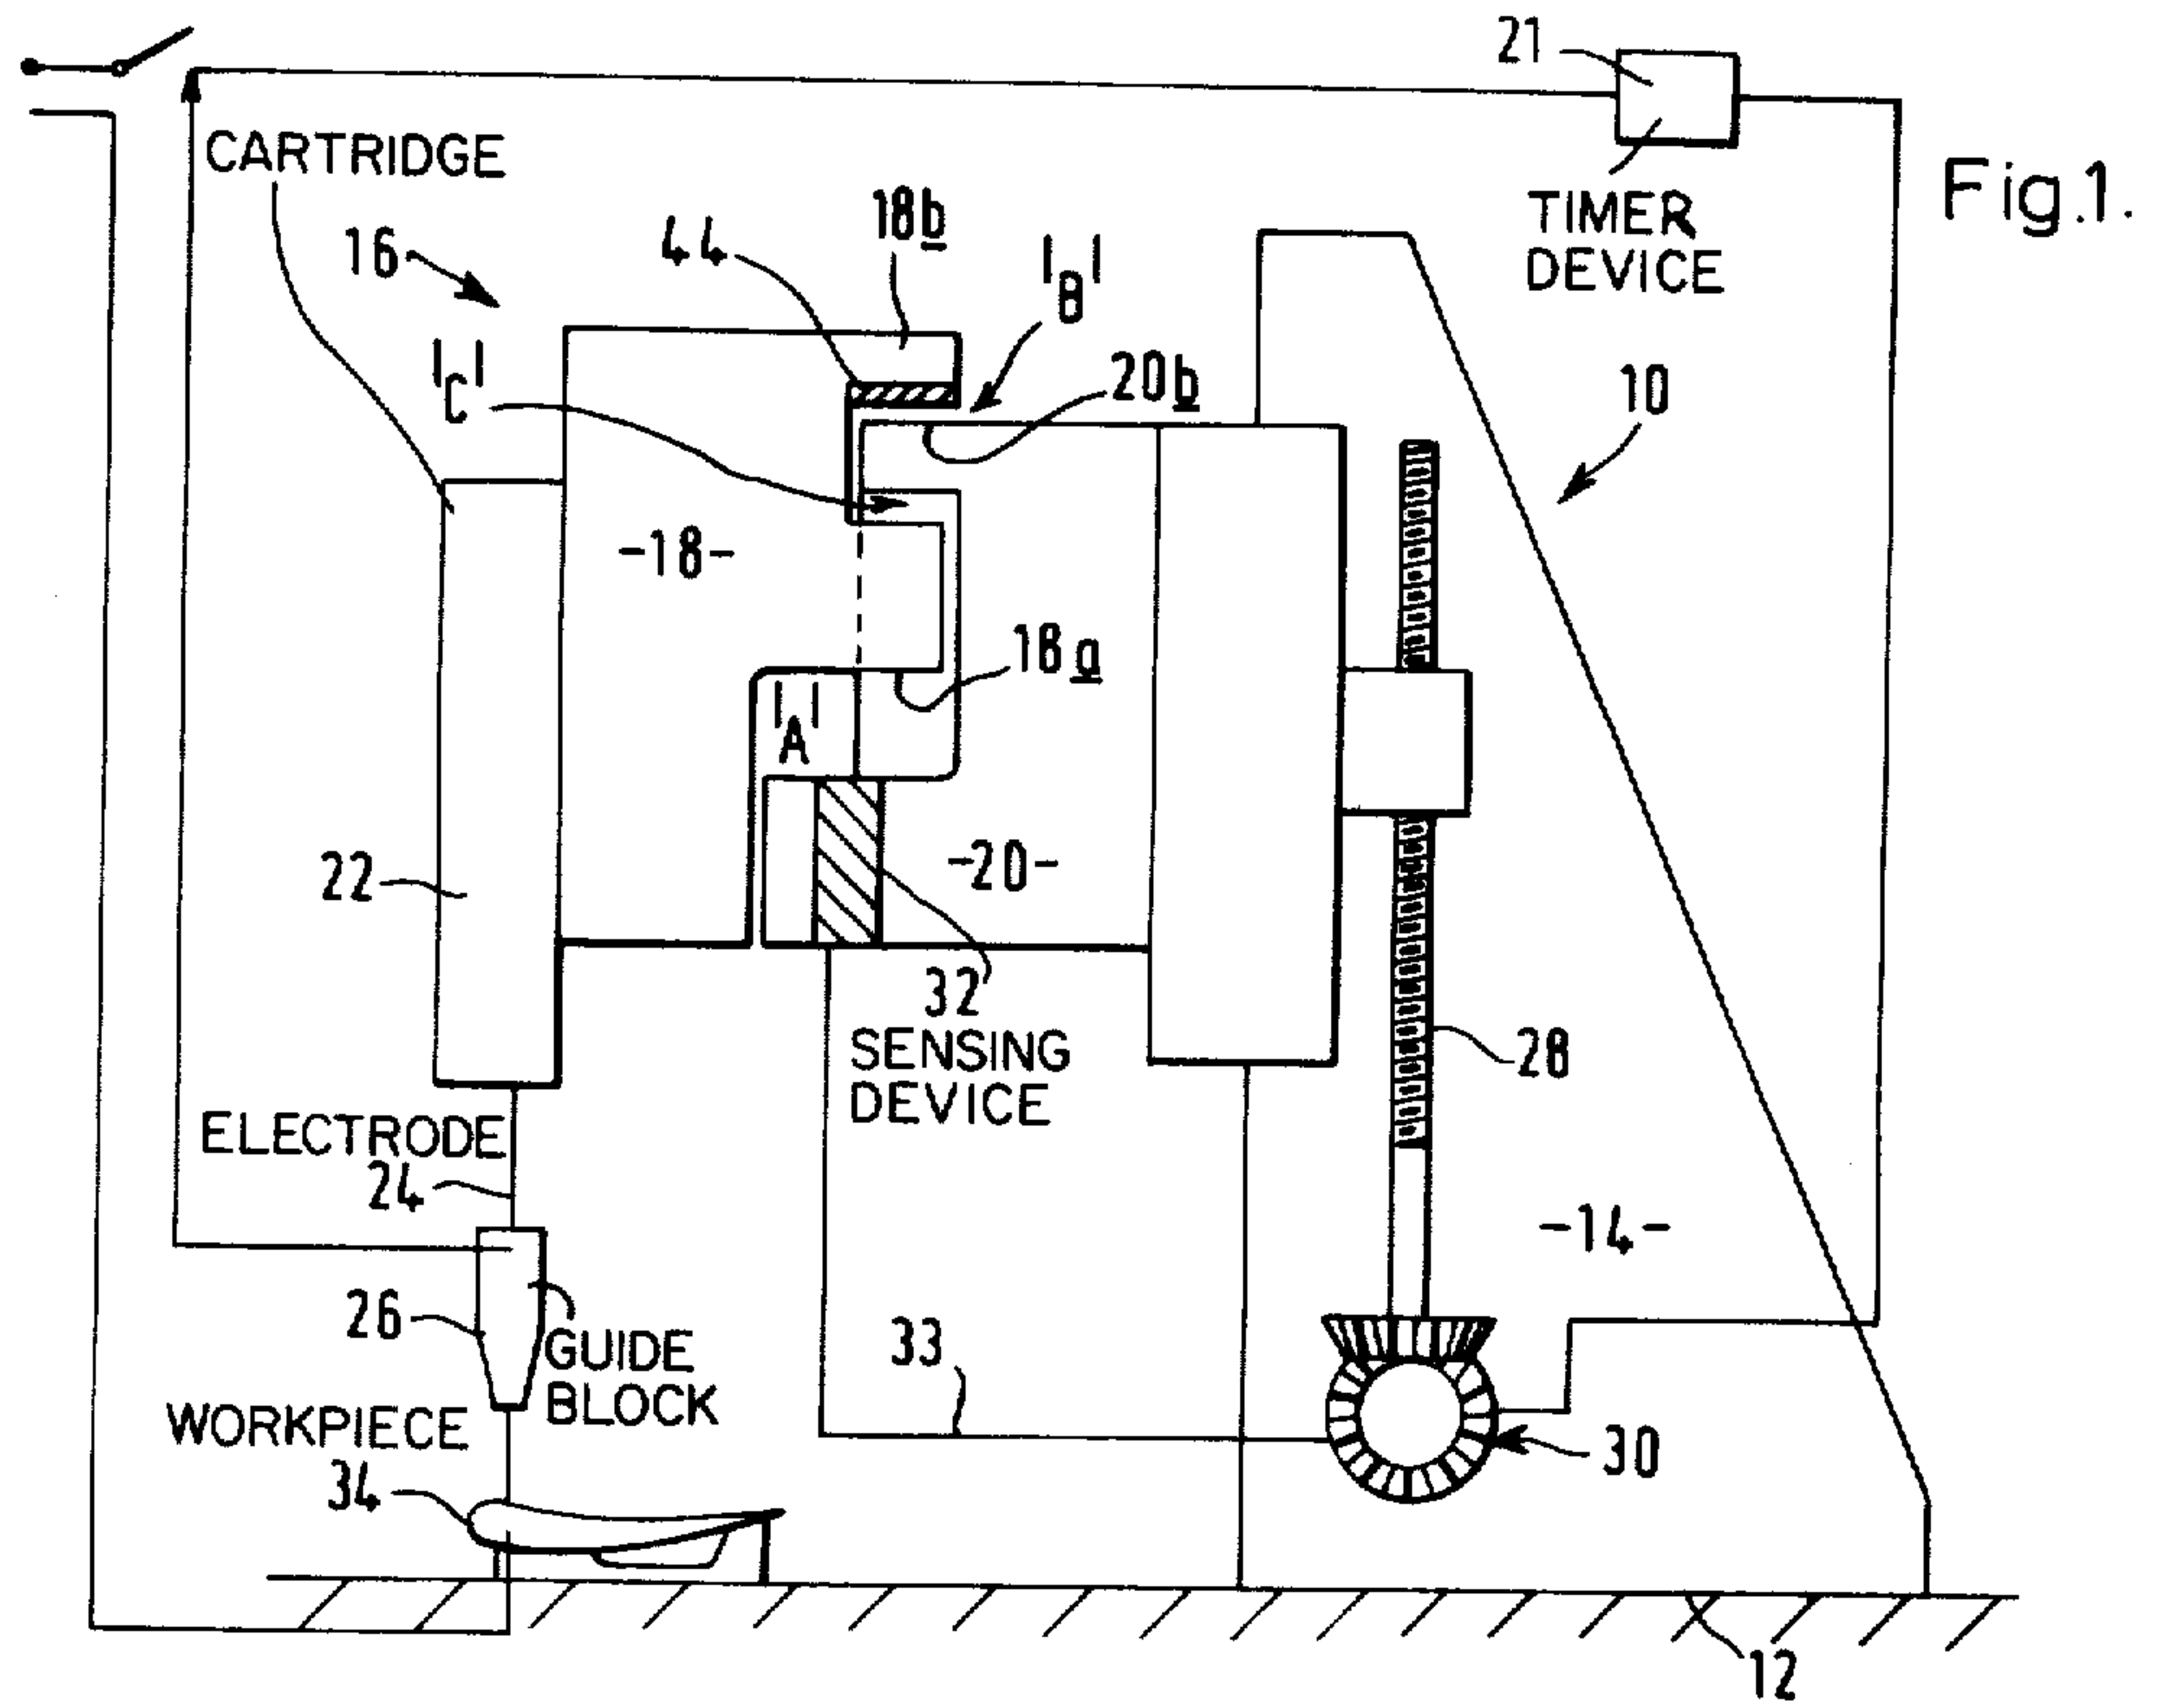 21
CARTRIDGE
Fig.1.
TIMER
DEVICE
18b
44
16
'B'
'C'
20b
10
-18-
18a
'A'
22
-20-
32
SENSING
DEVICE
28
ELECTRODE
24
-14-
26
GUIDE
BLOCK
33
WORKPIECE
34
30
12